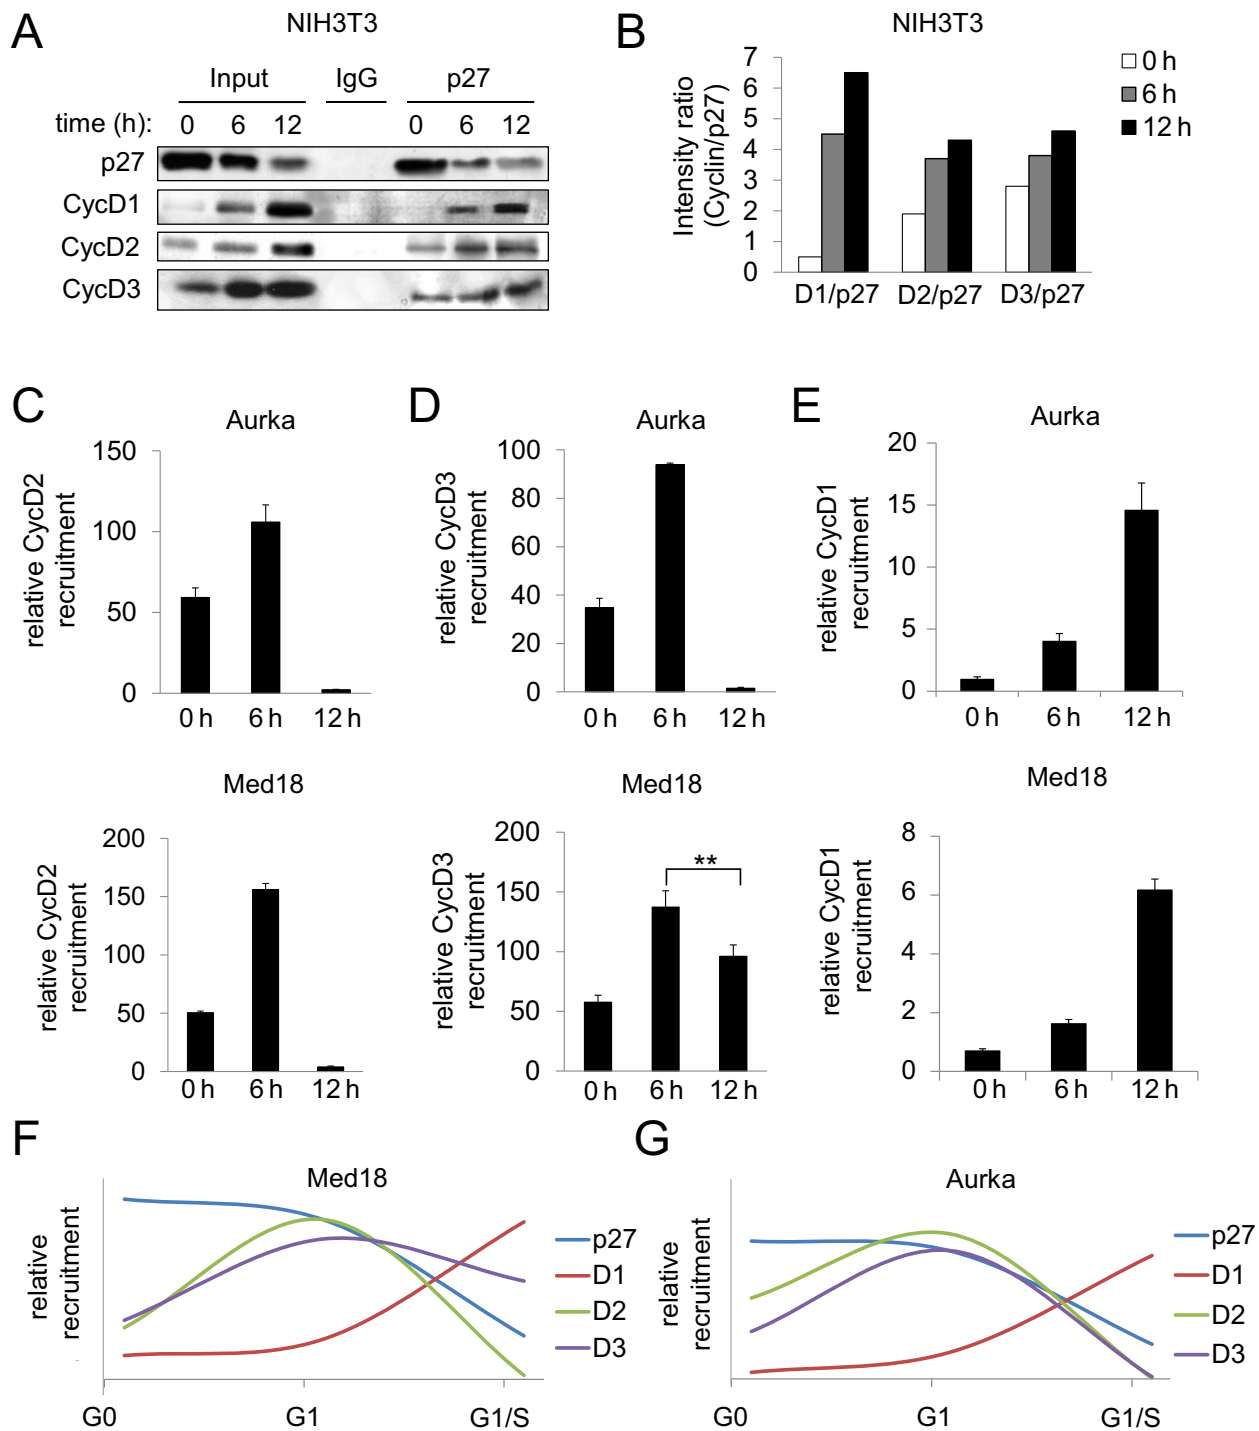 A
NIH3T3
Input IgG p27
time (h): 0 6 12 0 6 12
p27
CycD1
CycD2
CycD3
B
NIH3T3
Intensity ratio
(Cyclin/p27)
7
6
5
4
3
2
1
0
D1/p27 D2/p27 D3/p27
0 h
6 h
12 h
C
Aurka
relative CycD2
recruitment
150
100
50
0
0 h 6 h 12 h
Med18
relative CycD2
recruitment
200
150
100
50
0
0 h 6 h 12 h
D
Aurka
relative CycD3
recruitment
100
80
60
40
20
0
0 h 6 h 12 h
Med18
relative CycD3
recruitment
200
150
100
50
0
**
0 h 6 h 12 h
E
Aurka
relative CycD1
recruitment
20
15
10
5
0
0 h 6 h 12 h
Med18
relative CycD1
recruitment
8
6
4
2
0
0 h 6 h 12 h
F
Med18
relative
recruitment
p27
D1
D2
D3
G0 G1 G1/S
G
Aurka
relative
recruitment
p27
D1
D2
D3
G0 G1 G1/S